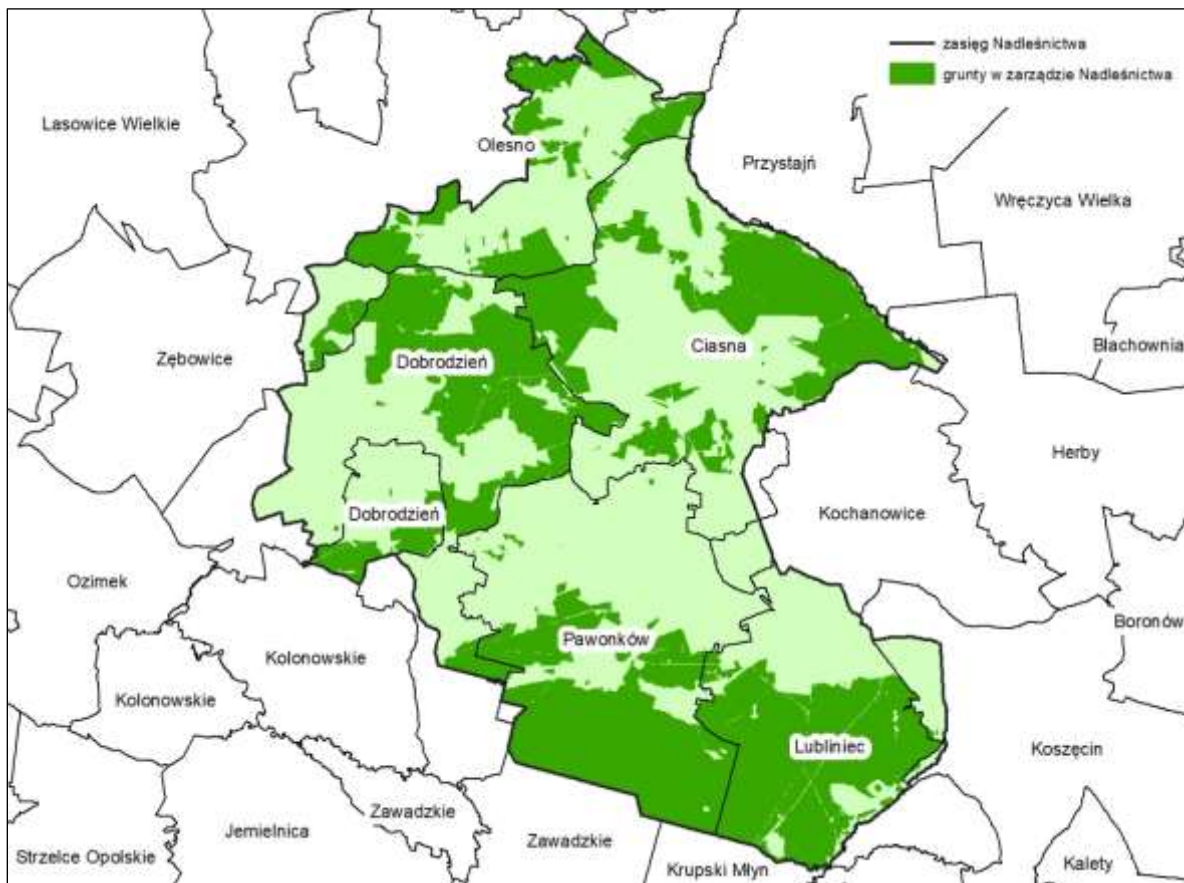 zasięg Nadleśnictwa
grunty w zarządzie Nadleśnictwa
Lasowice Wielkie
Olesno
Przystajń
Wręczyca Wielka
Zębowice
Dobrodzień
Ciasna
Blachownia
Herby
Dobrodzień
Kochanowice
Ozimek
Boronów
Kolonowskie
Pawonków
Kolonowskie
Lubliniec
Koszęcin
Jemielnica
Zawadzkie
Zawadzkie
Strzelce Opolskie
Krupski Młyn
Kalety